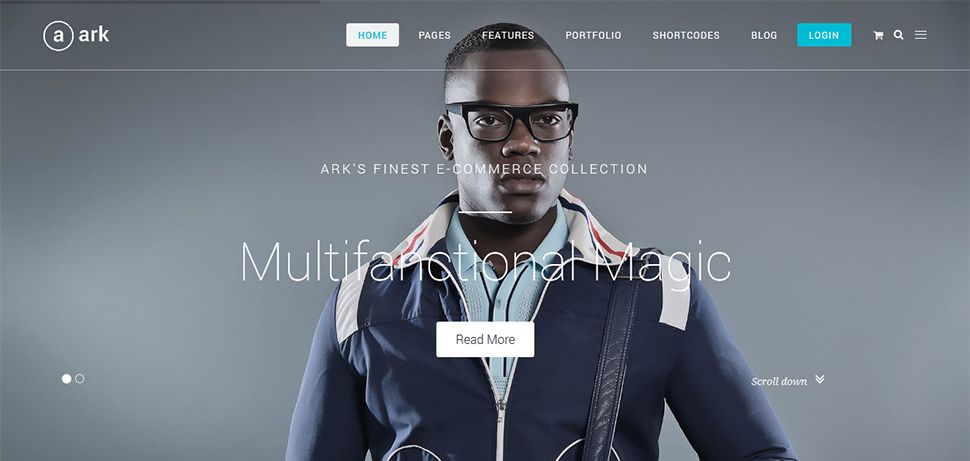 a ark
HOME PAGES FEATURES PORTFOLIO SHORTCODES BLOG LOGIN
ARK'S FINEST E-COMMERCE COLLECTION
Multifanctional Magic
Read More
Scroll down